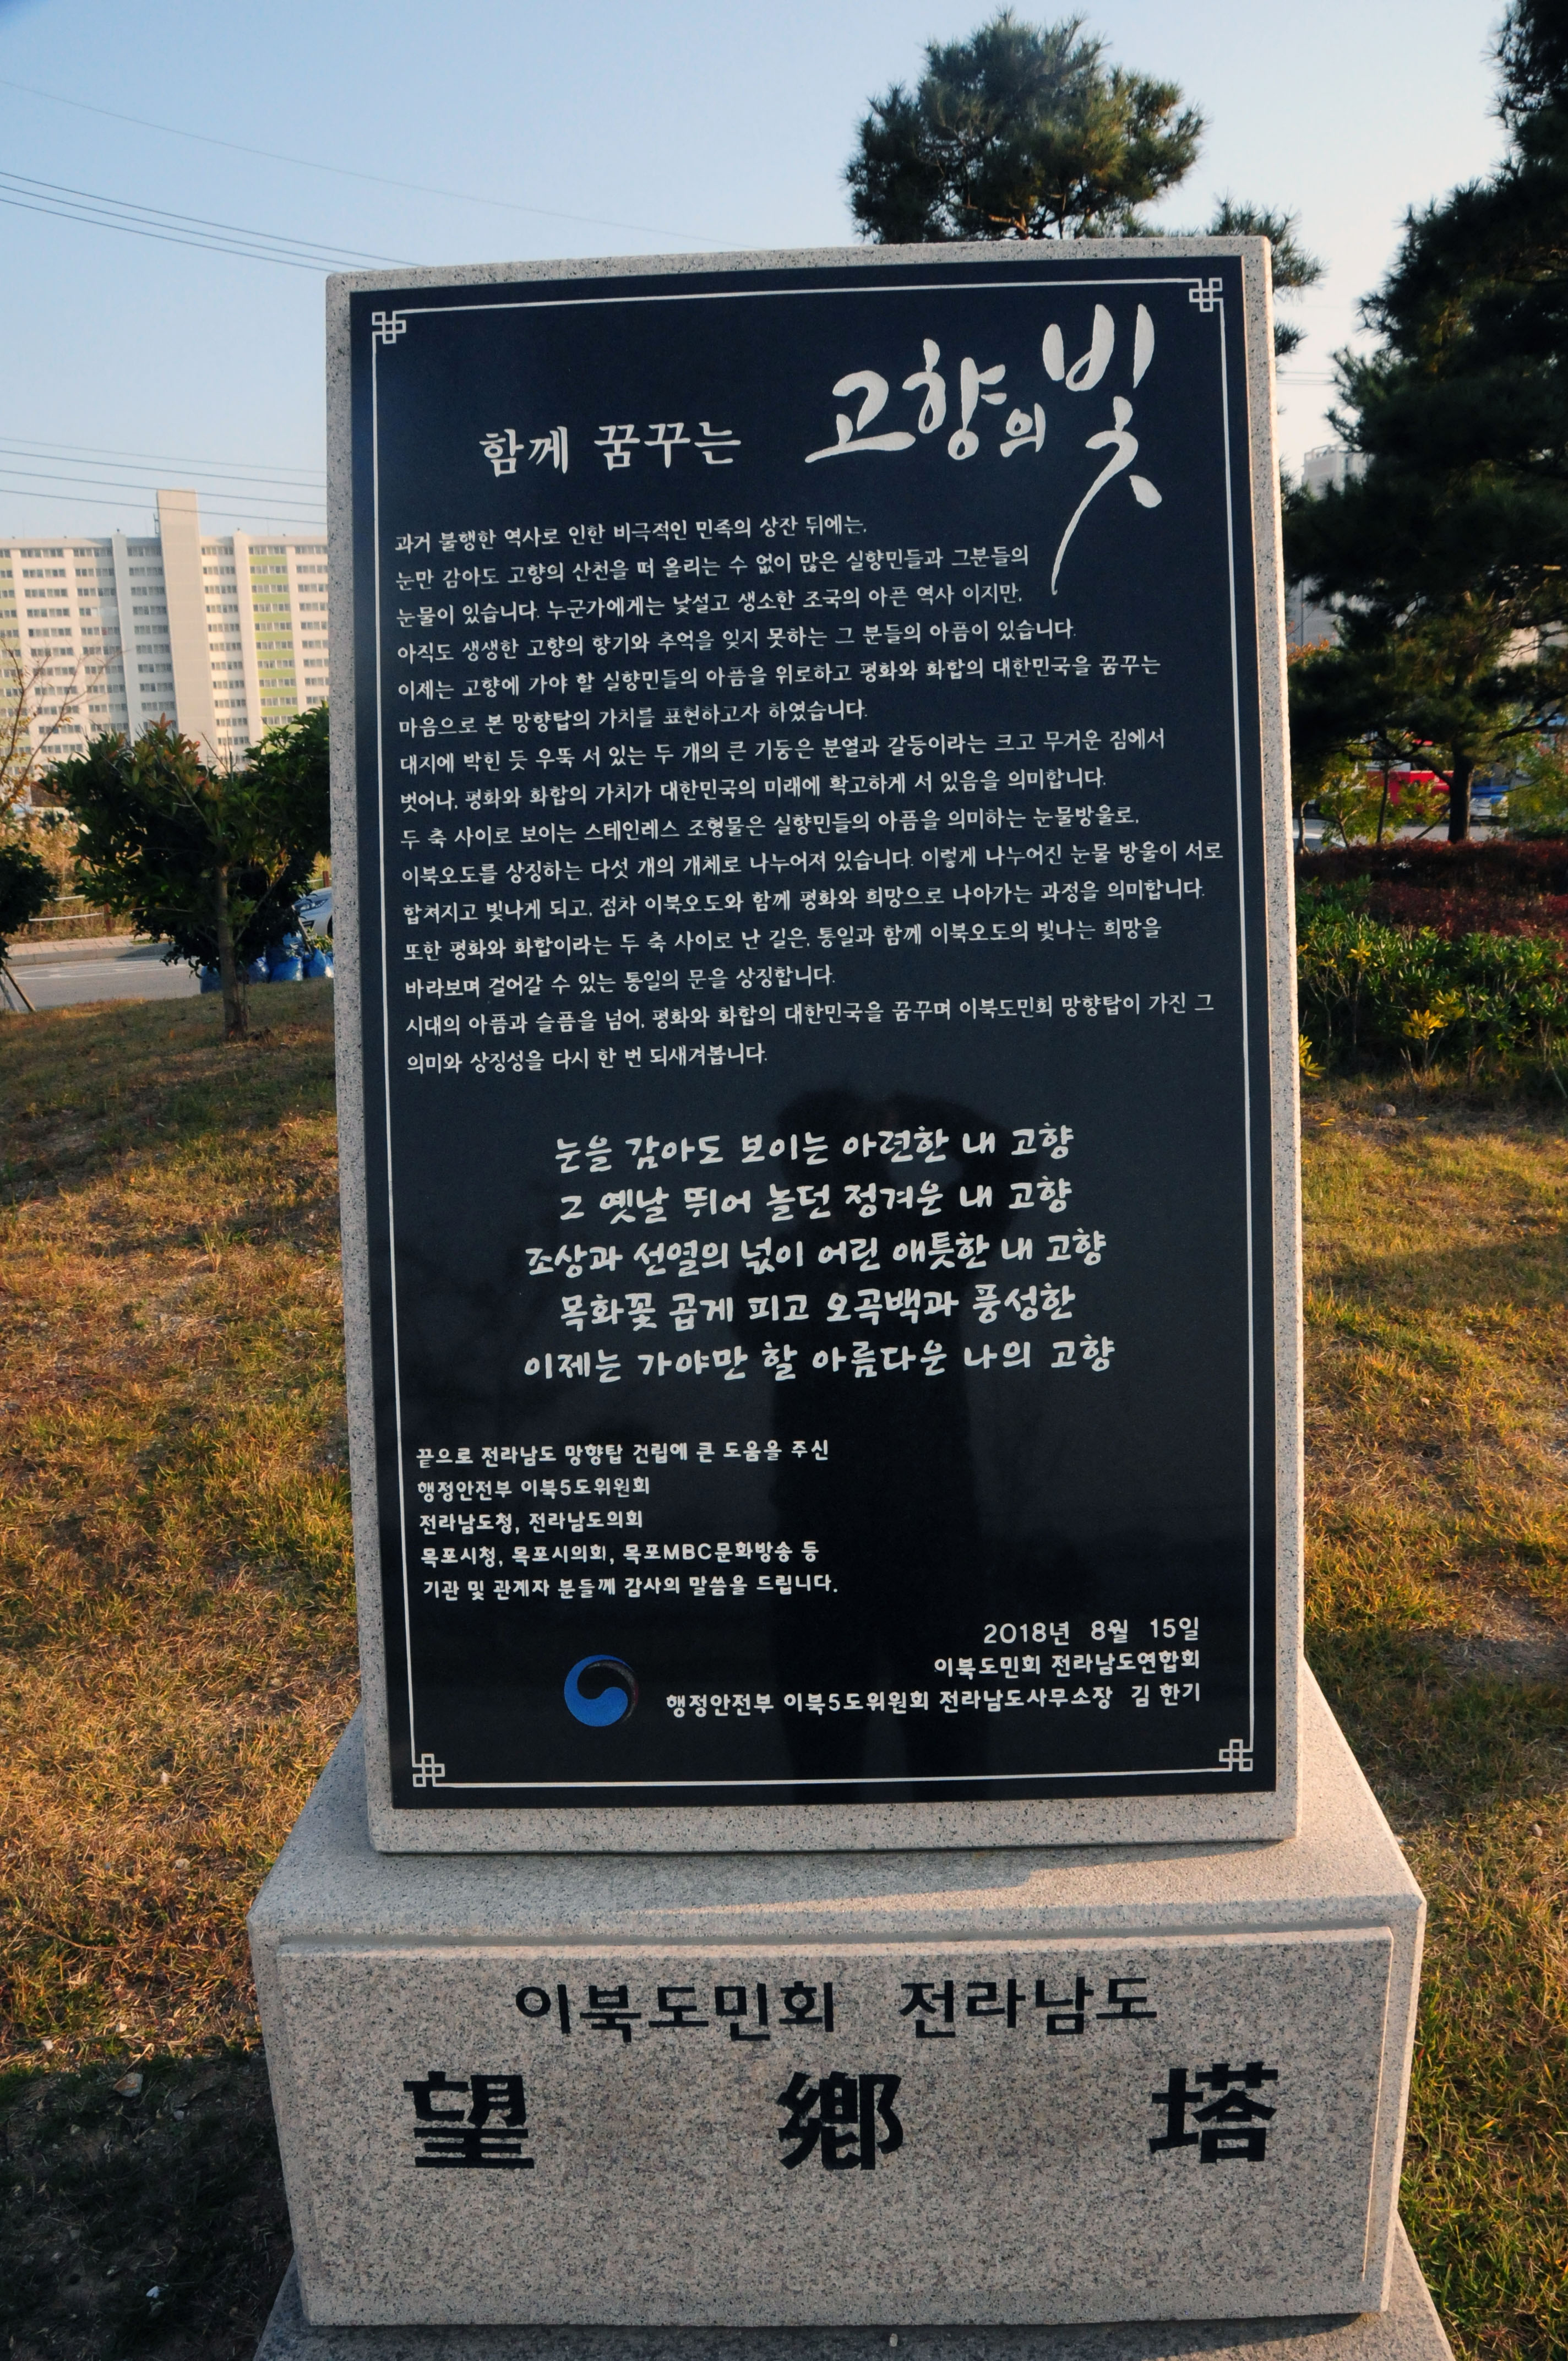 함께 꿈꾸는 고향의 빛
과거 불행한 역사로 인한 비극적인 민족의 상잔 뒤에는,
눈만 감아도 고향의 산천을 떠 올리는 수 없이 많은 실향민들과 그분들의
눈물이 있습니다. 누군가에게는 낯설고 생소한 조국의 아픈 역사 이지만,
아직도 생생한 고향의 향기와 추억을 잊지 못하는 그 분들의 아픔이 있습니다.
이제는 고향에 가야 할 실향민들의 아픔을 위로하고 평화와 화합의 대한민국을 꿈꾸는
마음으로 본 망향탑의 가치를 표현하고자 하였습니다.
대지에 박힌 듯 우뚝 서 있는 두 개의 큰 기둥은 분열과 갈등이라는 크고 무거운 짐에서
벗어나, 평화와 화합의 가치가 대한민국의 미래에 확고하게 서 있음을 의미합니다.
두 축 사이로 보이는 스테인레스 조형물은 실향민들의 아픔을 의미하는 눈물방울로,
이북오도를 상징하는 다섯 개의 개체로 나누어져 있습니다. 이렇게 나누어진 눈물 방울이 서로
합쳐지고 빛나게 되고, 점차 이북오도와 함께 평화와 희망으로 나아가는 과정을 의미합니다.
또한 평화와 화합이라는 두 축 사이로 난 길은, 통일과 함께 이북오도의 빛나는 희망을
바라보며 걸어갈 수 있는 통일의 문을 상징합니다.
시대의 아픔과 슬픔을 넘어, 평화와 화합의 대한민국을 꿈꾸며 이북도민회 망향탑이 가진 그
의미와 상징성을 다시 한 번 되새겨봅니다.
눈을 감아도 보이는 아련한 내 고향
그 옛날 뛰어 놀던 정겨운 내 고향
조상과 선열의 넋이 어린 애틋한 내 고향
목화꽃 곱게 피고 오곡백과 풍성한
이제는 가야만 할 아름다운 나의 고향
끝으로 전라남도 망향탑 건립에 큰 도움을 주신
행정안전부 이북5도위원회
전라남도청, 전라남도의회
목포시청, 목포시의회, 목포MBC문화방송 등
기관 및 관계자 분들께 감사의 말씀을 드립니다.
2018년 8월 15일
이북도민회 전라남도연합회
행정안전부 이북5도위원회 전라남도사무소장 김 한기
이북도민회 전라남도
望 鄕 塔